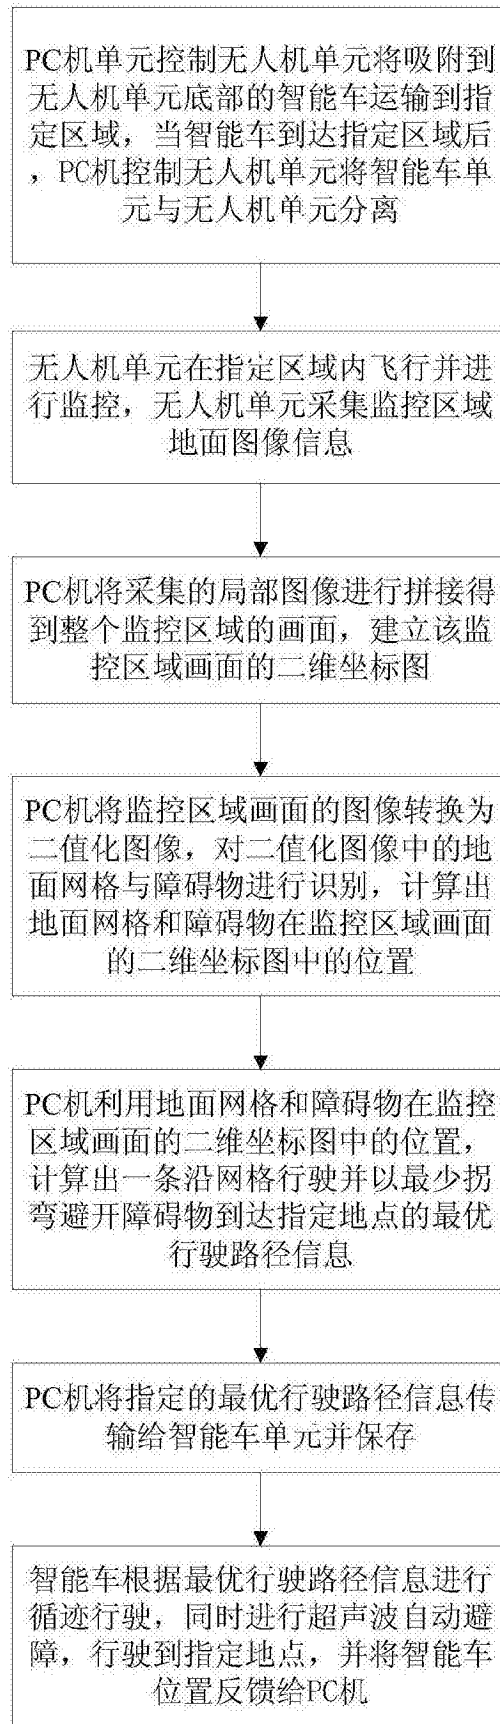 PC机单元控制无人机单元将吸附到
无人机单元底部的智能车运输到指
定区域，当智能车到达指定区域后
，PC机控制无人机单元将智能车单
元与无人机单元分离
无人机单元在指定区域内飞行并进
行监控，无人机单元采集监控区域
地面图像信息
PC机将采集的局部图像进行拼接得
到整个监控区域的画面，建立该监
控区域画面的二维坐标图
PC机将监控区域画面的图像转换为
二值化图像，对二值化图像中的地
面网格与障碍物进行识别，计算出
地面网格和障碍物在监控区域画面
的二维坐标图中的位置
PC机利用地面网格和障碍物在监控
区域画面的二维坐标图中的位置，
计算出一条沿网格行驶并以最少拐
弯避开障碍物到达指定地点的最优
行驶路径信息
PC机将指定的最优行驶路径信息传
输给智能车单元并保存
智能车根据最优行驶路径信息进行
循迹行驶，同时进行超声波自动避
障，行驶到指定地点，并将智能车
位置反馈给PC机